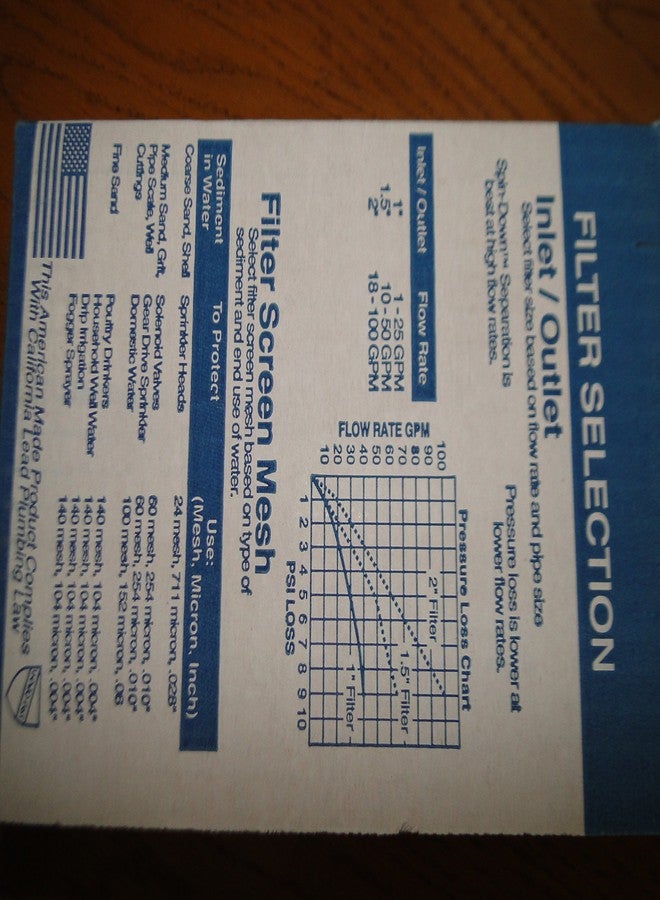 FILTER SELECTION
Inlet / Outlet
Select filter size based on flow rate and pipe size
Spin-Down™ Separation is
best at high flow rates.
Pressure loss is lower at
lower flow rates.
Inlet / Outlet Flow Rate
1" 1 - 25 GPM
1.5" 10 - 50 GPM
2" 18 - 100 GPM
Pressure Loss Chart
FLOW RATE GPM
100
90
80
70
60
50
40
30
20
10
2" Filter
1.5" Filter
1" Filter
1 2 3 4 5 6 7 8 9 10
PSI LOSS
Filter Screen Mesh
Select filter screen mesh based on type of
sediment and end use of water.
Sediment in Water To Protect Use:
(Mesh, Micron, Inch)
Coarse Sand, Shell Sprinkler Heads 24 mesh, 711 micron, .028"
Medium Sand, Grit, Solenoid Valves 60 mesh, 254 micron, .010"
Pipe Scale, Well Gear Drive Sprinkler 60 mesh, 254 micron, .010"
Cuttings Domestic Water 100 mesh, 152 micron, .06
Fine Sand Poultry Drinkers 140 mesh, 104 micron, .004"
Household Well Water 140 mesh, 104 micron, .004"
Drip Irrigation 140 mesh, 104 micron, .004"
Fogger Sprayer 140 mesh, 104 micron, .004"
This American Made Product Complies
With California Lead Plumbing Law